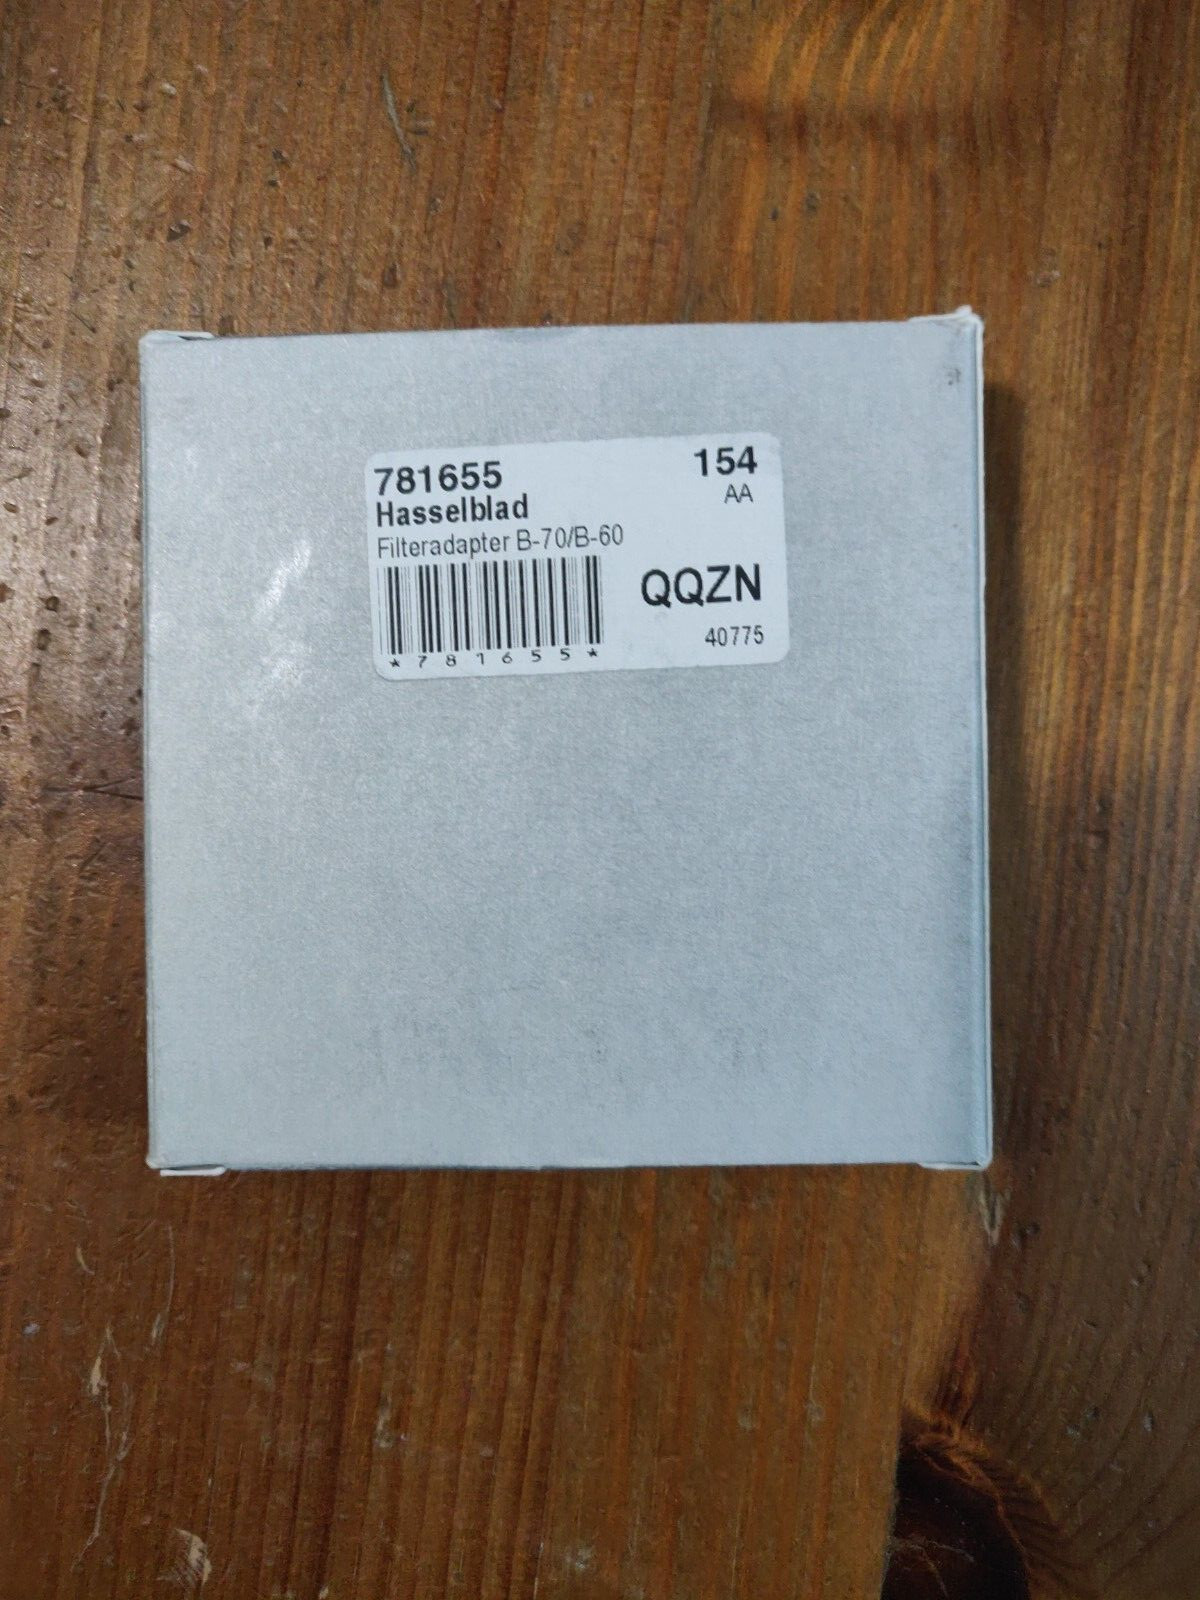 781655
154
Hasselblad
AA
Filteradapter B-70/B-60
QQZN
40775
*781655*